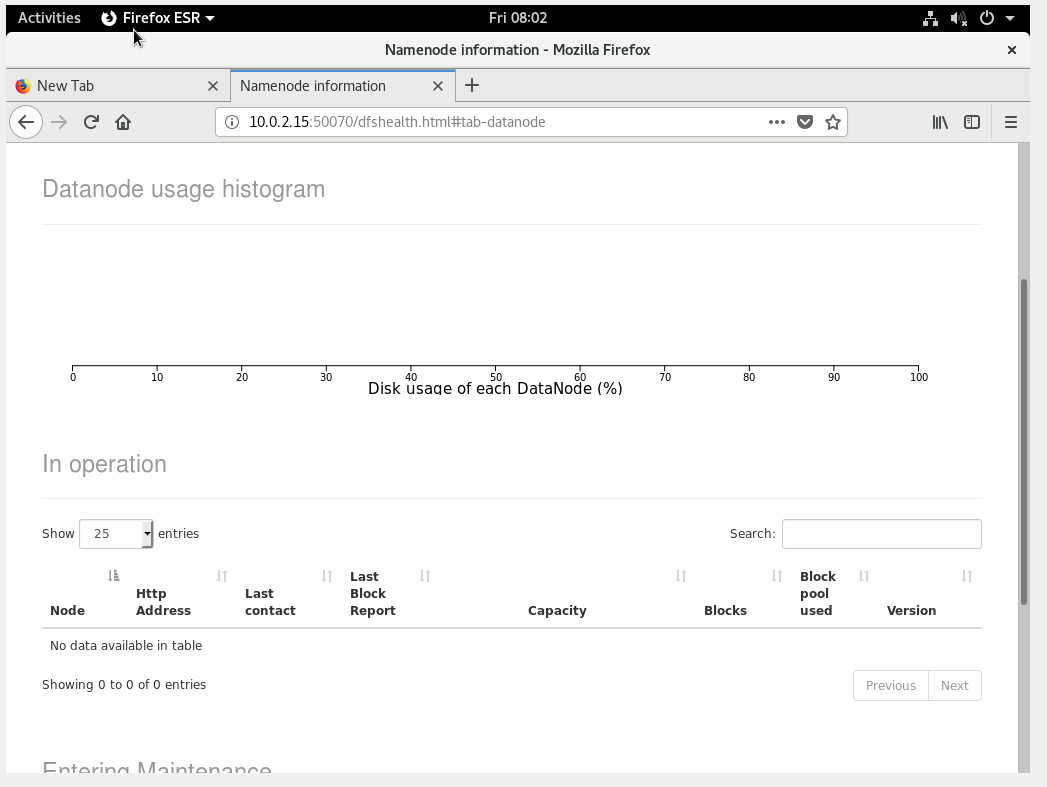 Activities Firefox ESR Fri 08:02
Namenode information - Mozilla Firefox
New Tab Namenode information
10.0.2.15:50070/dfshealth.html#tab-datanode
Datanode usage histogram
0 10 20 30 40 50 60 70 80 90 100
Disk usage of each DataNode (%)
In operation
Show 25 entries Search:
Node Http Address Last contact Last Block Report Capacity Blocks Block pool used Version
No data available in table
Showing 0 to 0 of 0 entries Previous Next
Entering Maintenance